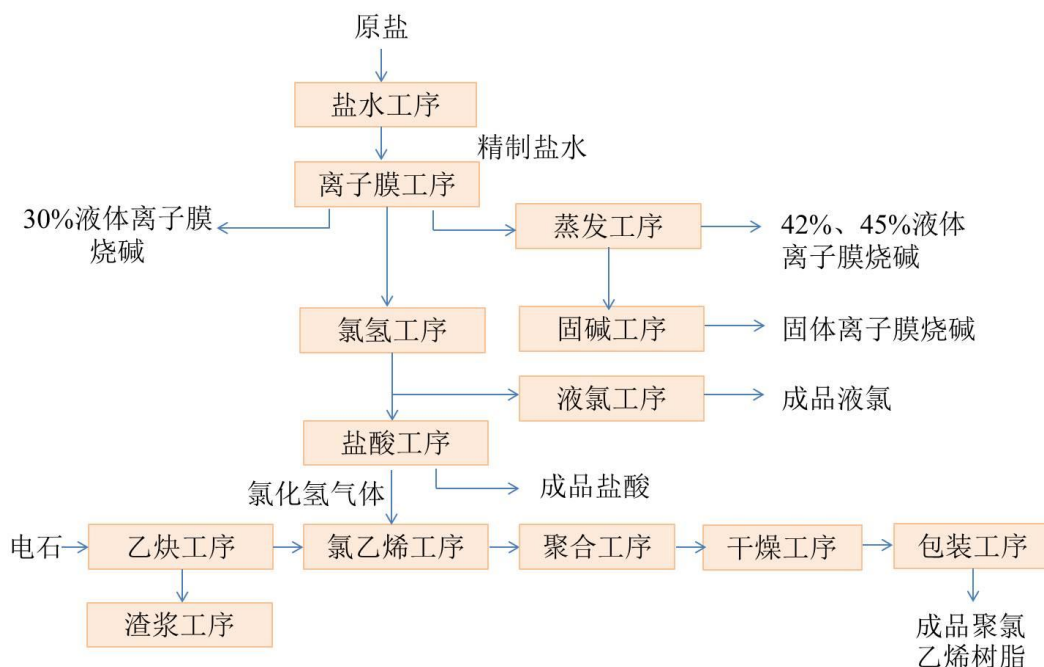 原盐
盐水工序
精制盐水
离子膜工序
30%液体离子膜
烧碱
蒸发工序
42%、45%液体
离子膜烧碱
氯氢工序
固碱工序
固体离子膜烧碱
液氯工序
成品液氯
盐酸工序
氯化氢气体
成品盐酸
电石
乙炔工序
氯乙烯工序
聚合工序
干燥工序
包装工序
渣浆工序
成品聚氯
乙烯树脂